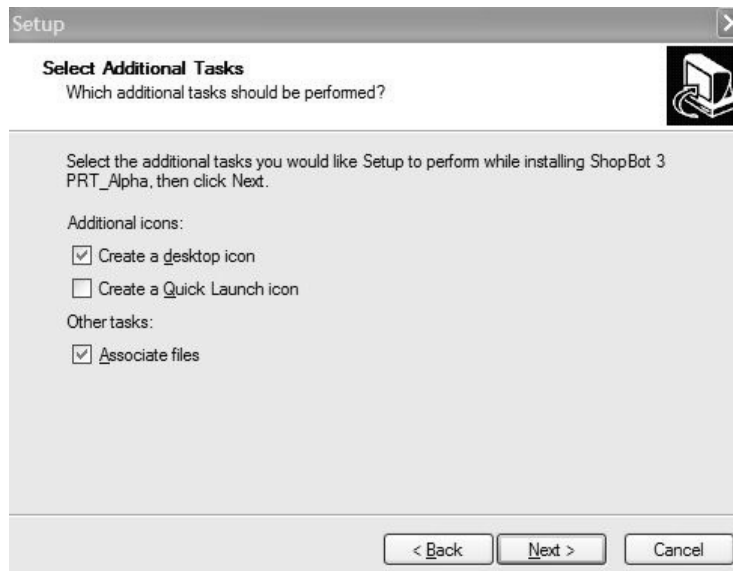 Setup
Select Additional Tasks
Which additional tasks should be performed?
Select the additional tasks you would like Setup to perform while installing ShopBot 3
PRT_Alpha, then click Next.
Additional icons:
Create a desktop icon
Create a Quick Launch icon
Other tasks:
Associate files
< Back Next > Cancel